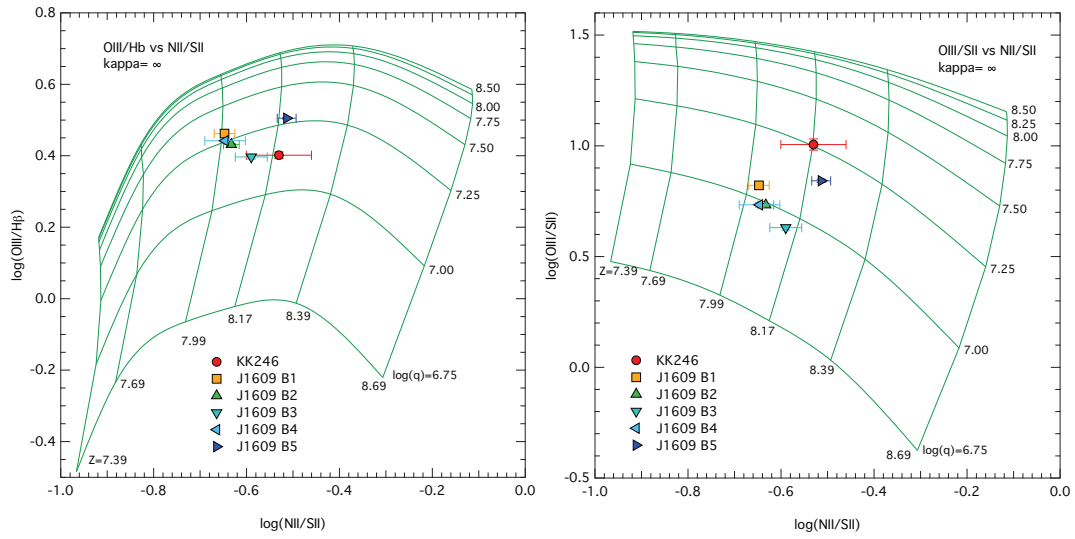 OIII/Hb vs NII/SII
kappa= ∞
0.8
0.6
0.4
0.2
0.0
-0.2
-0.4
log(OIII/Hβ)
8.50
8.00
7.75
7.50
7.25
7.00
log(q)=6.75
Z=7.39
7.69
7.99
8.17
8.39
8.69
KK246
J1609 B1
J1609 B2
J1609 B3
J1609 B4
J1609 B5
-1.0 -0.8 -0.6 -0.4 -0.2 0.0
log(NII/SII)
OIII/SII vs NII/SII
kappa= ∞
1.5
1.0
0.5
0.0
-0.5
log(OIII/SII)
8.50
8.25
8.00
7.75
7.50
7.25
7.00
log(q)=6.75
Z=7.39
7.69
7.99
8.17
8.39
8.69
KK246
J1609 B1
J1609 B2
J1609 B3
J1609 B4
J1609 B5
-1.0 -0.8 -0.6 -0.4 -0.2 0.0
log(NII/SII)